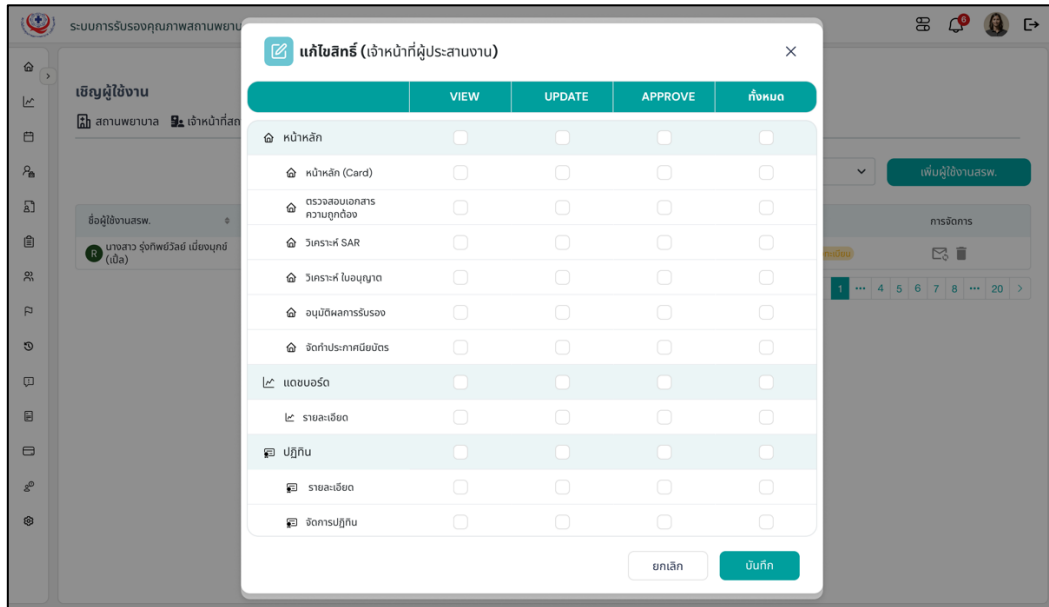 ระบบการรับรองคุณภาพสถานพยาบ
6
แก้ไขสิทธิ์ (เจ้าหน้าที่ผู้ประสานงาน)
เชิญผู้ใช้งาน
สถานพยาบาล
เจ้าหน้าที่สถ
เพิ่มผู้ใช้งานสรพ.
ชื่อผู้ใช้งานสรพ.
การจัดการ
R
นางสาว รุ่งทิพย์วิลัย เมี่ยงมุกข์
(เปิ้ล)
1 ... 4 5 6 7 8 ... 20 >
VIEW UPDATE APPROVE ทั้งหมด
หน้าหลัก
หน้าหลัก (Card)
ตรวจสอบเอกสาร
ความถูกต้อง
วิเคราะห์ SAR
วิเคราะห์ ใบอนุญาต
อนุมัติผลการรับรอง
จัดทำประกาศนียบัตร
แดชบอร์ด
รายละเอียด
ปฏิทิน
รายละเอียด
จัดการปฏิทิน
ยกเลิก
บันทึก